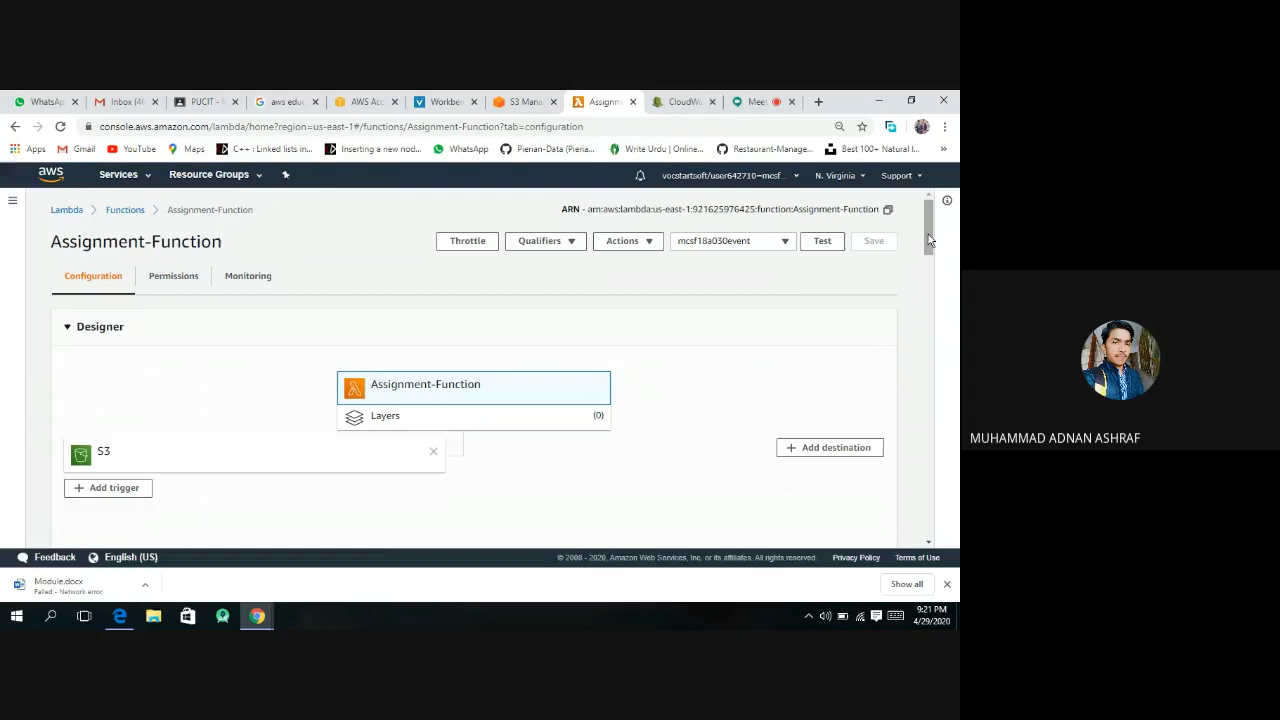 WhatsAp
Inbox (46
PUCIT - 
aws edu
AWS Acc
Workbe
S3 Mana
Assignm
CloudWa
Meet
console.aws.amazon.com/lambda/home?region=us-east-1#/functions/Assignment-Function?tab=configuration
Apps
Gmail
YouTube
Maps
C++ : Linked lists in...
Inserting a new nod...
WhatsApp
Pierian-Data (Pieria...
Write Urdu | Online...
Restaurant-Manage...
Best 100+ Natural I...
»
aws
Services
Resource Groups
vocstartsoft/user642710=mcsf...
N. Virginia
Support
Lambda
Functions
Assignment-Function
ARN - arn:aws:lambda:us-east-1:921625976425:function:Assignment-Function
Assignment-Function
Throttle
Qualifiers
Actions
mcsf18a030event
Test
Save
Configuration
Permissions
Monitoring
Designer
Assignment-Function
Layers
(0)
S3
Add destination
Add trigger
MUHAMMAD ADNAN ASHRAF
Feedback
English (US)
© 2008 - 2020, Amazon Web Services, Inc. or its affiliates. All rights reserved.
Privacy Policy
Terms of Use
Module.docx
Failed - Network error
Show all
9:21 PM
4/29/2020